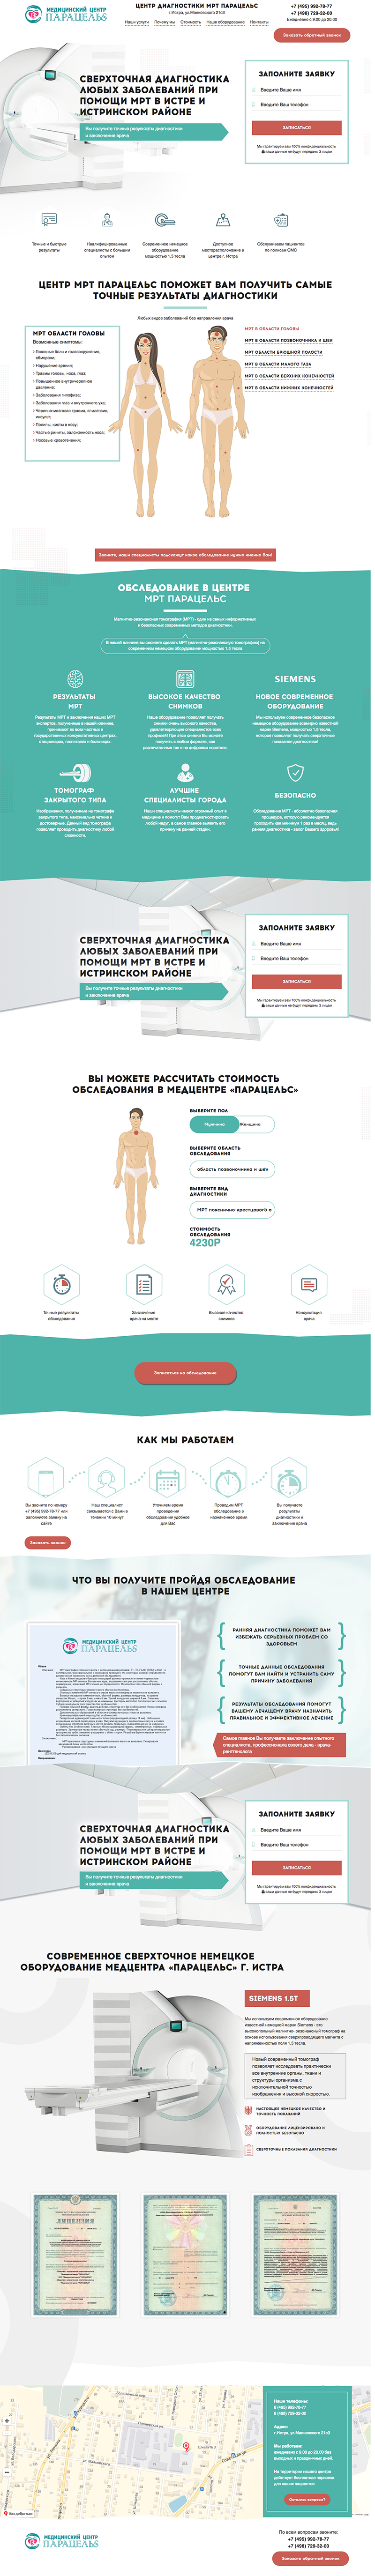 МЕДИЦИНСКИЙ ЦЕНТР
ПАРАЦЕЛЬС
ЦЕНТР ДИАГНОСТИКИ МРТ ПАРАЦЕЛЬС
г.Истра, ул.Маяковского 21к3
Наши услуги Почему мы Стоимость Наше оборудование Контакты
+7 (495) 992-78-77
+7 (498) 729-32-00
Ежедневно с 9:00 до 20:00
Заказать обратный звонок
СВЕРХТОЧНАЯ ДИАГНОСТИКА
ЛЮБЫХ ЗАБОЛЕВАНИЙ ПРИ
ПОМОЩИ МРТ В ИСТРЕ И
ИСТРИНСКОМ РАЙОНЕ
Вы получите точные результаты диагностики
и заключение врача
ЗАПОЛНИТЕ ЗАЯВКУ
Введите Ваше имя
Введите Ваш телефон
ЗАПИСАТЬСЯ
Мы гарантируем вам 100% конфиденциальность
ваши данные не будут переданы 3 лицам
Точные и быстрые
результаты
Квалифицированные
специалисты с большим
опытом
Современное немецкое
оборудование
мощностью 1,5 тесла
Доступное
месторасположение в
центре г. Истра
Обслуживаем пациентов
по полисам ОМС
ЦЕНТР МРТ ПАРАЦЕЛЬС ПОМОЖЕТ ВАМ ПОЛУЧИТЬ САМЫЕ
ТОЧНЫЕ РЕЗУЛЬТАТЫ ДИАГНОСТИКИ
Любых видов заболеваний без направления врача
МРТ ОБЛАСТИ ГОЛОВЫ
Возможные симптомы:
Головные боли и головокружение,
обмороки;
Нарушение зрения;
Травмы головы, носа, глаз;
Повышенное внутричерепное
давление;
Заболевания гипофиза;
Заболевания глаз и внутреннего уха;
Черепно-мозговая травма, эпилепсия,
инсульт;
Полипы, кисты в носу;
Частые риниты, заложенность носа;
Носовые кровотечения;
МРТ В ОБЛАСТИ ГОЛОВЫ
МРТ В ОБЛАСТИ ПОЗВОНОЧНИКА И ШЕИ
МРТ ОБЛАСТИ БРЮШНОЙ ПОЛОСТИ
МРТ В ОБЛАСТИ МАЛОГО ТАЗА
МРТ В ОБЛАСТИ ВЕРХНИХ КОНЕЧНОСТЕЙ
МРТ В ОБЛАСТИ НИЖНИХ КОНЕЧНОСТЕЙ
Звоните, наши специалисты подскажут какое обследование нужно именно Вам!
ОБСЛЕДОВАНИЕ В ЦЕНТРЕ
МРТ ПАРАЦЕЛЬС
Магнитно-резонансная томография (МРТ) - один из самых информативных
и безопасных современных методов диагностики.
В нашей клинике вы сможете сделать МРТ (магнитно-резонансную томографию) на
современном немецком оборудовании мощностью 1,5 тесла
РЕЗУЛЬТАТЫ
МРТ
Результаты МРТ и заключения наших МРТ
экспертов, полученные в нашей клинике,
принимают во всех частных и
государственных консультативных центрах,
стационарах, госпиталях и больницах.
ВЫСОКОЕ КАЧЕСТВО
СНИМКОВ
Наше оборудование позволяет получать
снимки очень высокого качества,
удовлетворяющие специалистов всех
профилей! При этом снимки Вы можете
получить в любом формате, как
распечатанные так и на цифровом носителе.
SIEMENS
НОВОЕ СОВРЕМЕННОЕ
ОБОРУДОВАНИЕ
Мы используем современное безопасное
немецкое оборудование всемирно известной
марки Siemens, мощностью 1,5 тесла,
которое позволяет получать сверхточные
показания диагностики!
ТОМОГРАФ
ЗАКРЫТОГО ТИПА
Изображения, полученные на томографе
закрытого типа, максимально четкие и
достоверные. Данный вид томографа
позволяет проводить диагностику любой
сложности.
ЛУЧШИЕ
СПЕЦИАЛИСТЫ ГОРОДА
Наши специалисты имеют огромный опыт в
медицине и помогут Вам продиагностировать
любой недуг, а самое главное выявить его
причину на ранней стадии.
БЕЗОПАСНО
Обследование МРТ - абсолютно безопасная
процедура, которую рекомендуется
проходить как минимум 1 раз в месяц, ведь
ранняя диагностика - залог Вашего здоровья!
СВЕРХТОЧНАЯ ДИАГНОСТИКА
ЛЮБЫХ ЗАБОЛЕВАНИЙ ПРИ
ПОМОЩИ МРТ В ИСТРЕ И
ИСТРИНСКОМ РАЙОНЕ
Вы получите точные результаты диагностики
и заключение врача
ЗАПОЛНИТЕ ЗАЯВКУ
Введите Ваше имя
Введите Ваш телефон
ЗАПИСАТЬСЯ
Мы гарантируем вам 100% конфиденциальность
ваши данные не будут переданы 3 лицам
ВЫ МОЖЕТЕ РАССЧИТАТЬ СТОИМОСТЬ
ОБСЛЕДОВАНИЯ В МЕДЦЕНТРЕ «ПАРАЦЕЛЬС»
ВЫБЕРИТЕ ПОЛ
Мужчина Женщина
ВЫБЕРИТЕ ОБЛАСТЬ
ОБСЛЕДОВАНИЯ
область позвоночника и шеи
ВЫБЕРИТЕ ВИД
ДИАГНОСТИКИ
МРТ пояснично-крестцового о
СТОИМОСТЬ
ОБСЛЕДОВАНИЯ
4230Р
Точные результаты
обследования
Заключение
врача на месте
Высокое качество
снимков
Консультация
врача
Записаться на обследование
КАК МЫ РАБОТАЕМ
Вы звоните по номеру
+7 (495) 992-78-77 или
заполняете заявку на
сайте
Наш специалист
связывается с Вами в
течении 10 минут
Уточняем время
проведения
обследования удобное
для Вас
Проводим МРТ
обследование в
назначенное время
Вы получаете
результаты
диагностики и
заключение врача
Заказать звонок
ЧТО ВЫ ПОЛУЧИТЕ ПРОЙДЯ ОБСЛЕДОВАНИЕ
В НАШЕМ ЦЕНТРЕ
МЕДИЦИНСКИЙ ЦЕНТР
ПАРАЦЕЛЬС
РАННЯЯ ДИАГНОСТИКА ПОМОЖЕТ ВАМ
ИЗБЕЖАТЬ СЕРЬЕЗНЫХ ПРОБЛЕМ СО
ЗДОРОВЬЕМ
ТОЧНЫЕ ДАННЫЕ ОБСЛЕДОВАНИЯ
ПОМОГУТ ВАМ НАЙТИ И УСТРАНИТЬ САМУ
ПРИЧИНУ ЗАБОЛЕВАНИЯ
РЕЗУЛЬТАТЫ ОБСЛЕДОВАНИЯ ПОМОГУТ
ВАШЕМУ ЛЕЧАЩЕМУ ВРАЧУ НАЗНАЧИТЬ
ПРАВИЛЬНОЕ И ЭФФЕКТИВНОЕ ЛЕЧЕНИЕ
Самое главное Вы получаете заключение опытного
специалиста, профессионала своего дела - врача-
рентгенолога
СВЕРХТОЧНАЯ ДИАГНОСТИКА
ЛЮБЫХ ЗАБОЛЕВАНИЙ ПРИ
ПОМОЩИ МРТ В ИСТРЕ И
ИСТРИНСКОМ РАЙОНЕ
Вы получите точные результаты диагностики
и заключение врача
ЗАПОЛНИТЕ ЗАЯВКУ
Введите Ваше имя
Введите Ваш телефон
ЗАПИСАТЬСЯ
Мы гарантируем вам 100% конфиденциальность
ваши данные не будут переданы 3 лицам
СОВРЕМЕННОЕ СВЕРХТОЧНОЕ НЕМЕЦКОЕ
ОБОРУДОВАНИЕ МЕДЦЕНТРА «ПАРАЦЕЛЬС» Г. ИСТРА
SIEMENS 1.5T
Мы используем современное оборудование
известной немецкой марки Siemens - это
высокопольный магнитно- резонансный томограф на
основе использования сверхпроводящего магнита с
напряженностью поля 1,5 тесла.
Новый современный томограф
позволяет исследовать практически
все внутренние органы, ткани и
структуры организма с
исключительной точностью
изображения и высокой скоростью.
НАСТОЯЩЕЕ НЕМЕЦКОЕ КАЧЕСТВО И
ТОЧНОСТЬ ПОКАЗАНИЙ
ОБОРУДОВАНИЕ ЛИЦЕНЗИРОВАНО И
ПОЛНОСТЬЮ БЕЗОПАСНО
СВЕРХТОЧНЫЕ ПОКАЗАНИЯ ДИАГНОСТИКИ
ЛИЦЕНЗИЯ
Как добраться
Наши телефоны:
8 (495) 992-78-77
8 (498) 729-32-00
Адрес:
г.Истра, ул.Маяковского 21к3
Мы работаем:
ежедневно с 9.00 до 20.00 без
выходных и праздничных дней.
На территории нашего центра
действует бесплатная парковка
для наших пациентов
Остались вопросы?
МЕДИЦИНСКИЙ ЦЕНТР
ПАРАЦЕЛЬС
По всем вопросам звоните:
+7 (495) 992-78-77
+7 (498) 729-32-00
Заказать обратный звонок